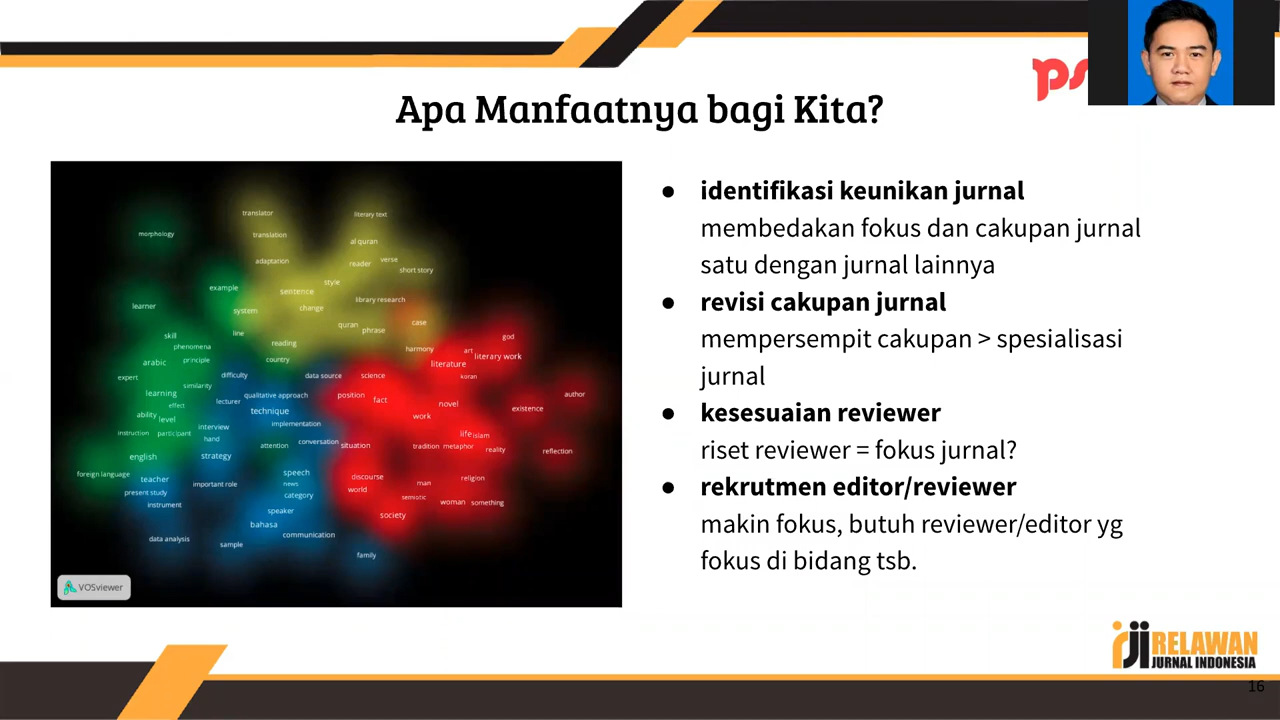 ps
Apa Manfaatnya bagi Kita?
translator
literary text
morphology
translation
al quran
adaptation
reader
verse
short story
example
style
sentence
library research
learner
system
change
quran
phrase
case
skill
line
god
phenomena
reading
harmony
art
arabic
principle
country
literature
literary work
expert
difficulty
data source
science
koran
similarity
learning
lecturer
qualitative approach
position
fact
author
effect
technique
novel
existence
ability
level
work
instruction
participant
interview
implementation
hand
attention
conversation
situation
life
islam
tradition
metaphor
reality
reflection
english
strategy
foreign language
teacher
important role
speech
news
discourse
man
religion
present study
category
world
semiotic
woman
something
instrument
speaker
society
bahasa
data analysis
sample
communication
family
VOSviewer
● identifikasi keunikan jurnal
membedakan fokus dan cakupan jurnal
satu dengan jurnal lainnya
● revisi cakupan jurnal
mempersempit cakupan > spesialisasi
jurnal
● kesesuaian reviewer
riset reviewer = fokus jurnal?
● rekrutmen editor/reviewer
makin fokus, butuh reviewer/editor yg
fokus di bidang tsb.
rji RELAWAN
JURNAL INDONESIA
16